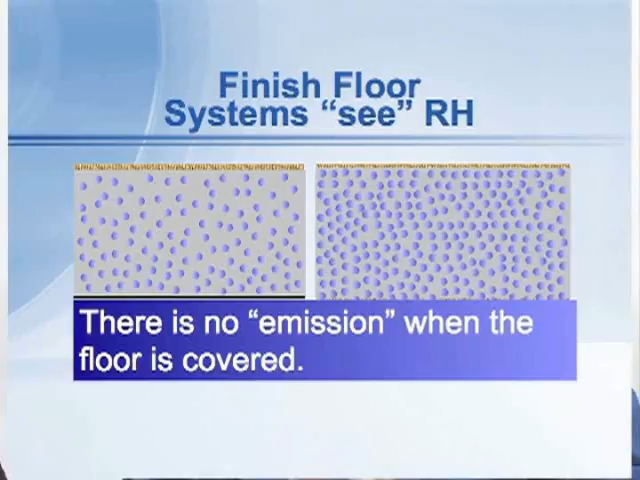 Finish Floor
Systems “see” RH
There is no “emission” when the
floor is covered.